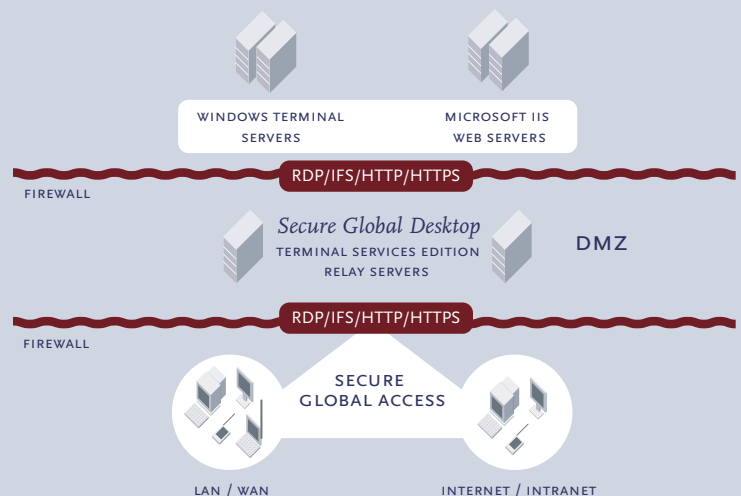 WINDOWS TERMINAL
SERVERS
MICROSOFT IIS
WEB SERVERS
RDP/IFS/HTTP/HTTPS
FIREWALL
Secure Global Desktop
TERMINAL SERVICES EDITION
RELAY SERVERS
DMZ
RDP/IFS/HTTP/HTTPS
FIREWALL
SECURE
GLOBAL ACCESS
LAN / WAN
INTERNET / INTRANET